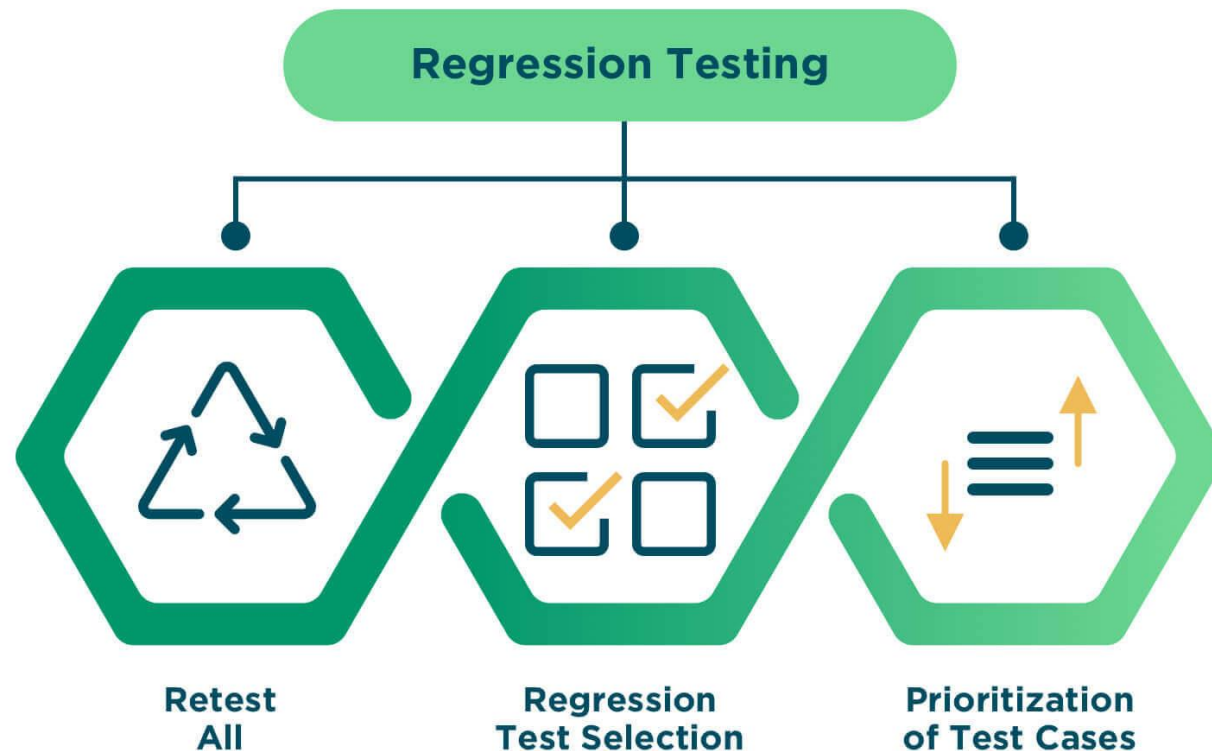 Regression Testing
Retest
All
Regression
Test Selection
Prioritization
of Test Cases